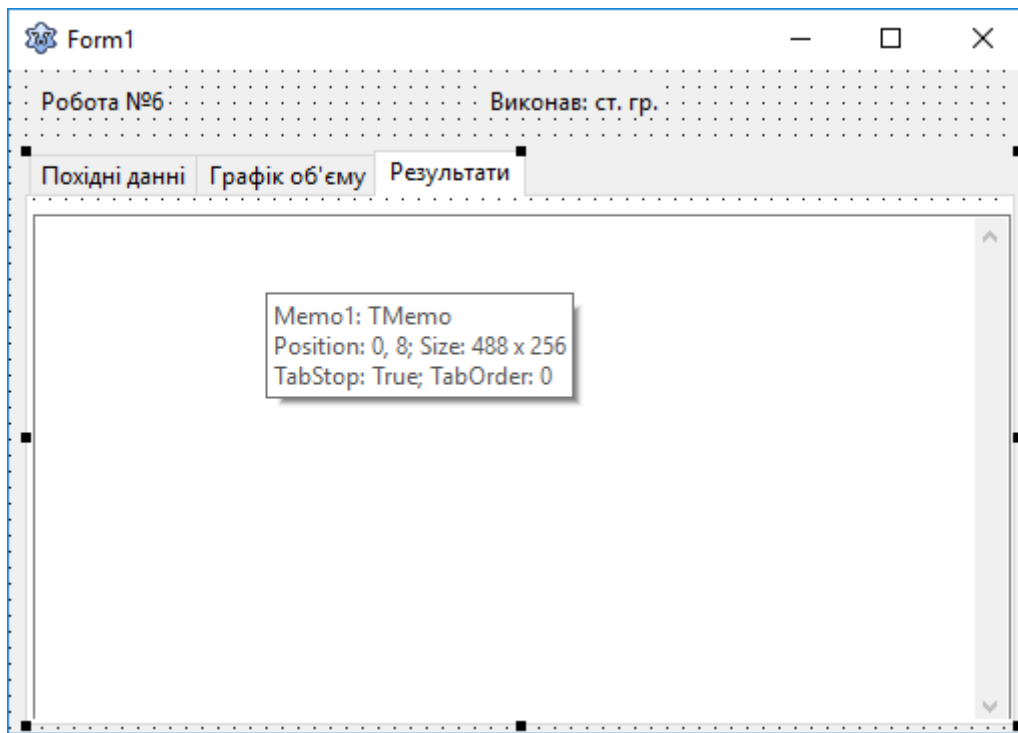 Form1
Робота №6 Виконав: ст. гр.
Похідні данні Графік об'єму Результати
Memo1: TMemo
Position: 0, 8; Size: 488 x 256
TabStop: True; TabOrder: 0